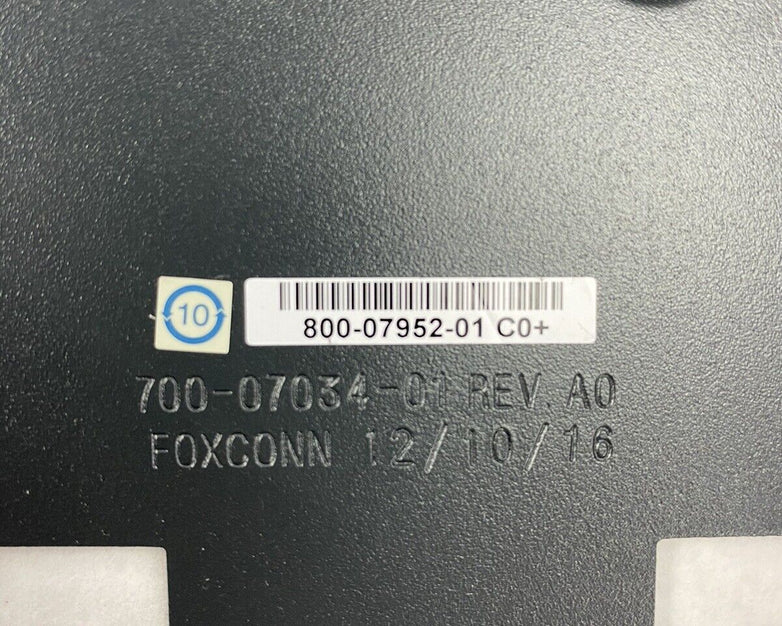 10
800-07952-01 C0+
700-07034-01 REV. A0
FOXCONN 12/10/16